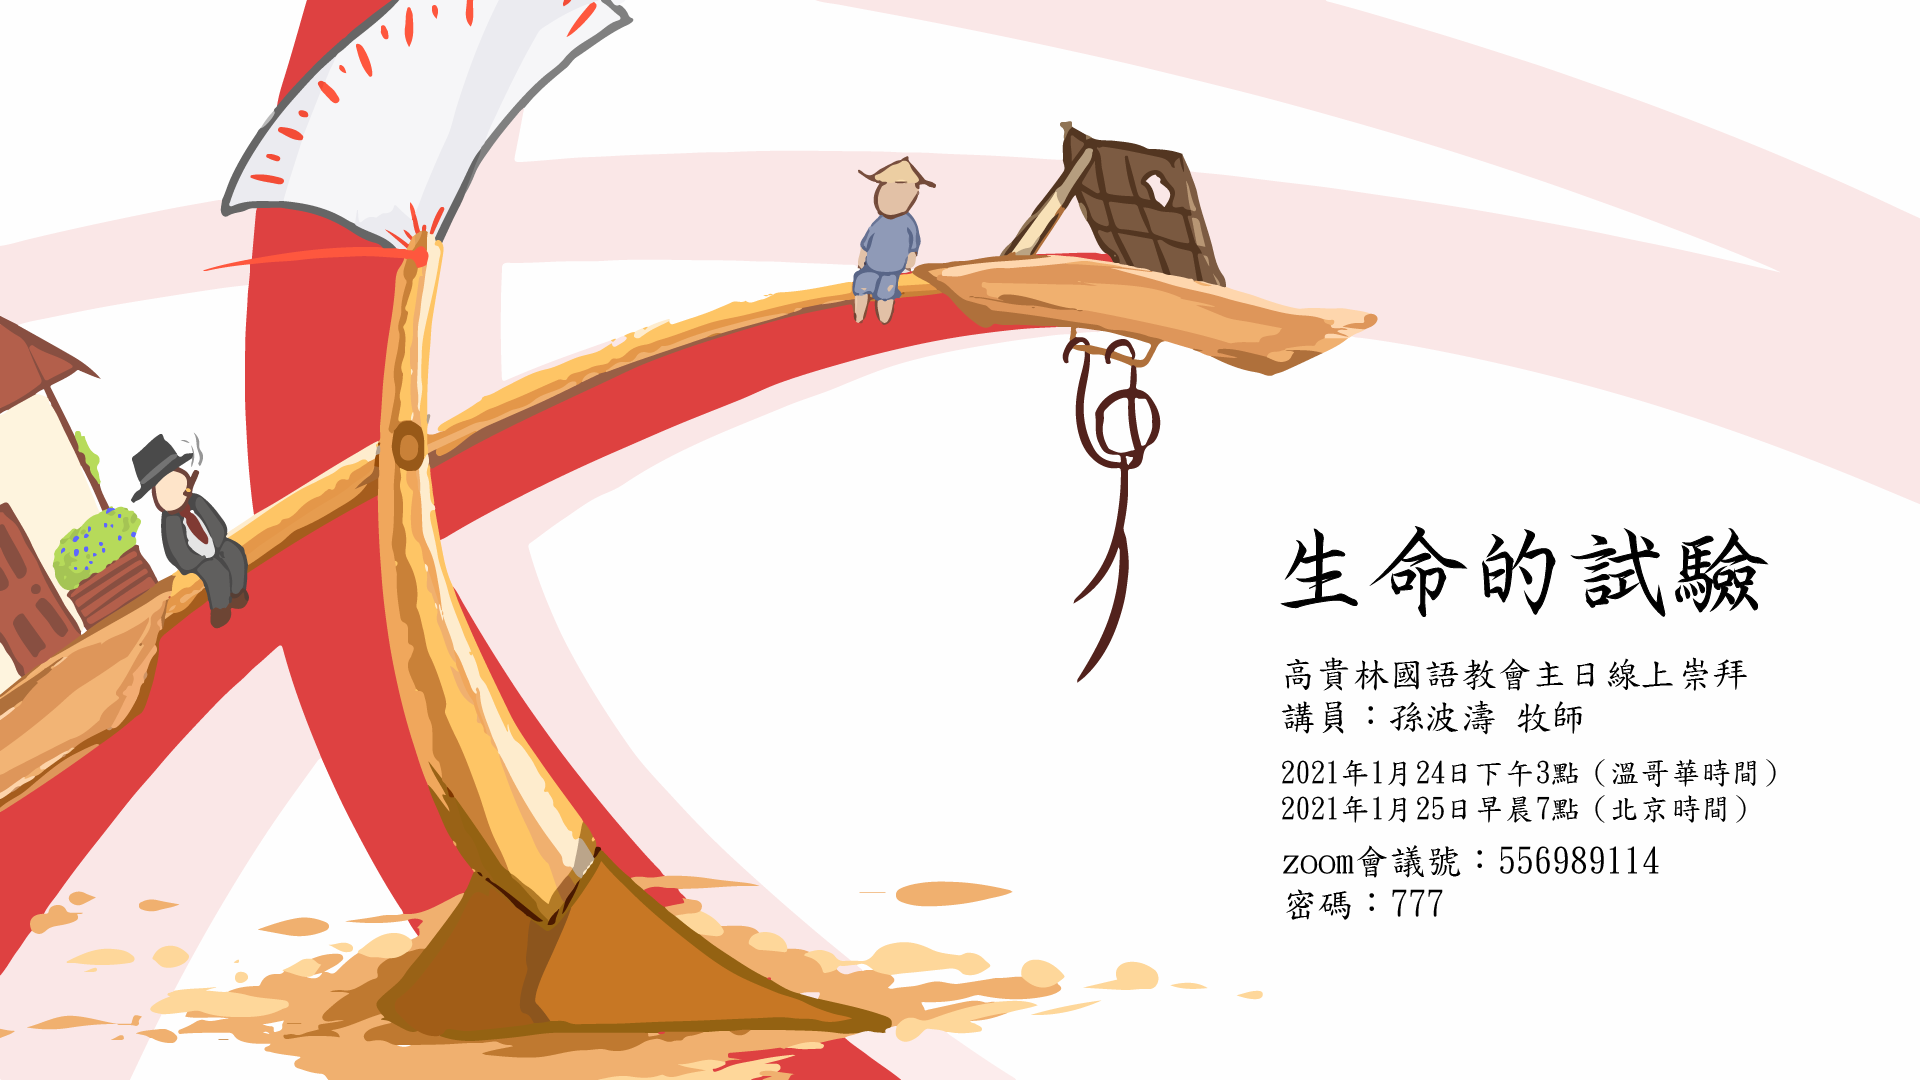 生命的試驗
高貴林國語教會主日線上崇拜
講員：孫波濤 牧師
2021年1月24日下午3點（溫哥華時間）
2021年1月25日早晨7點（北京時間）
zoom會議號：556989114
密碼：777